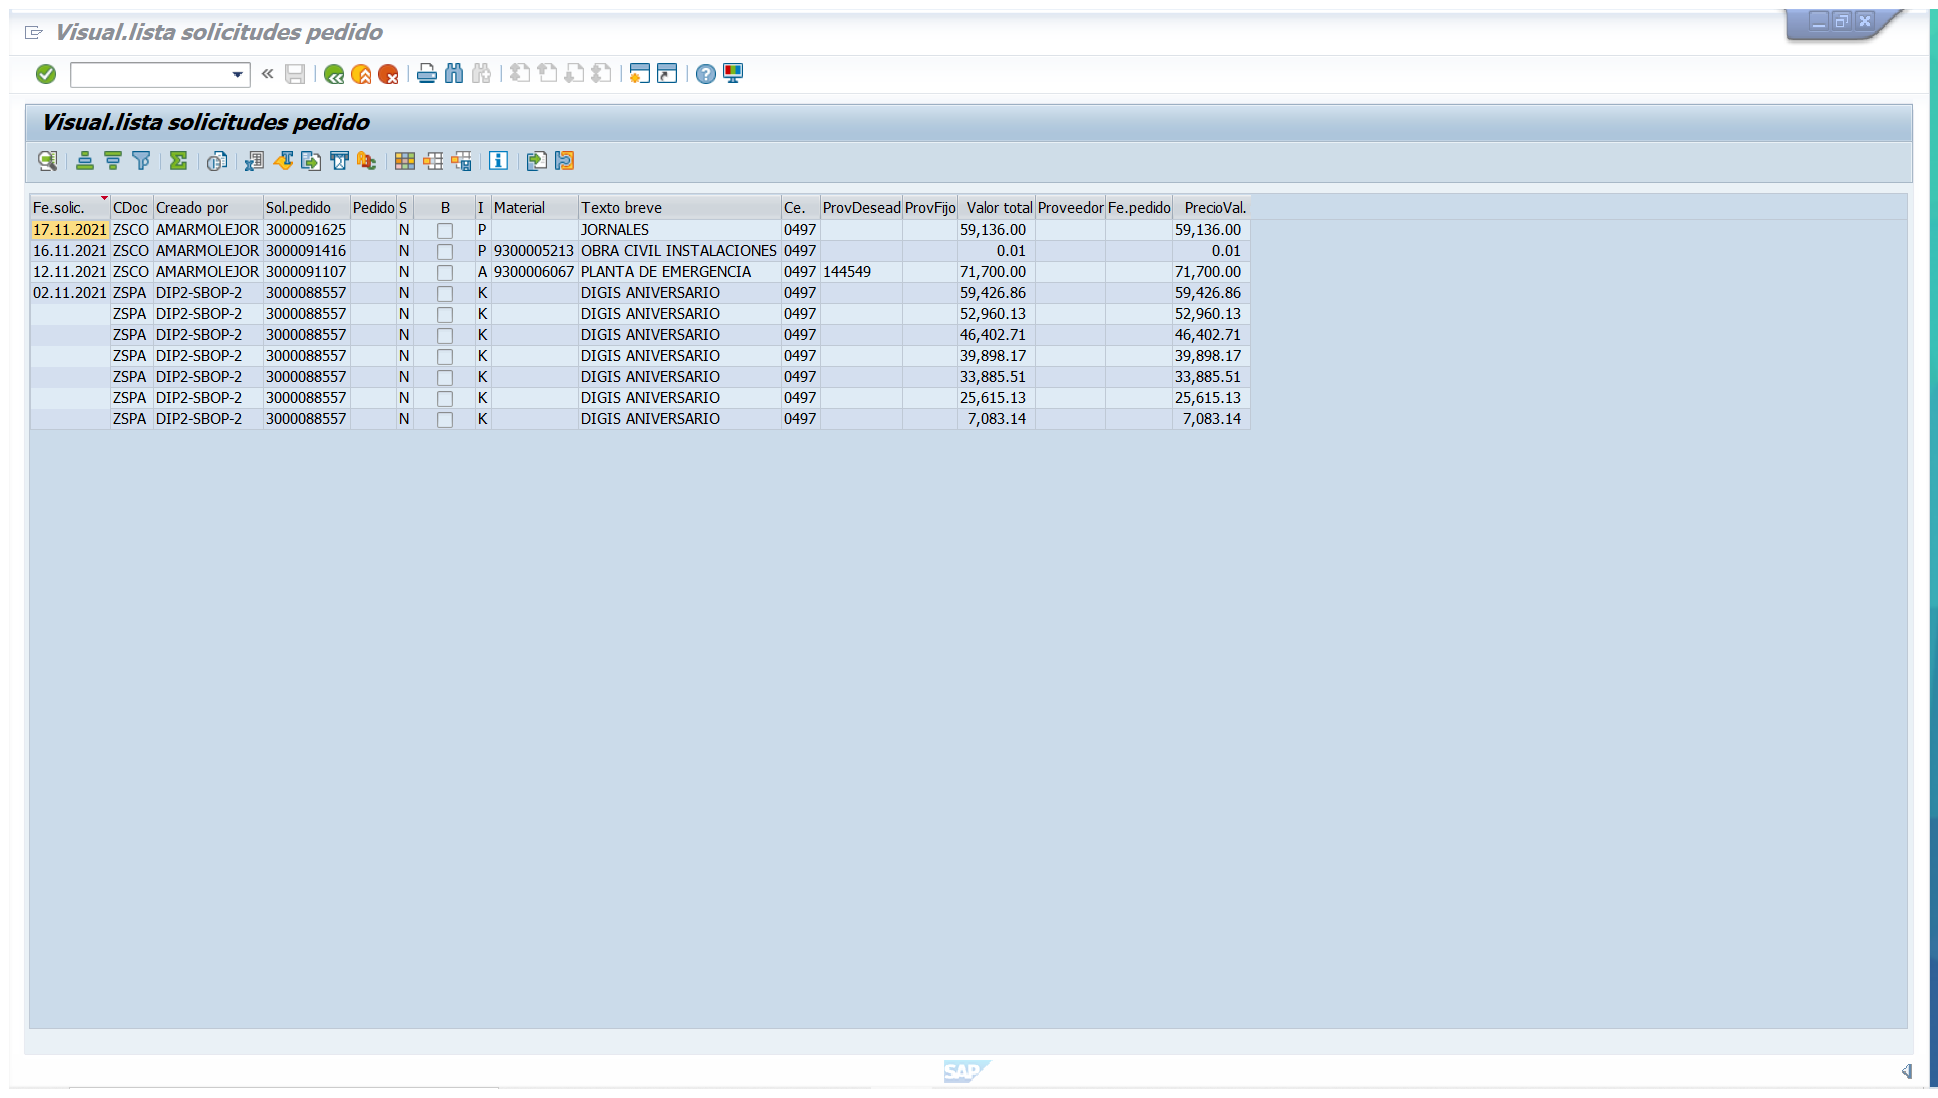 Visual.lista solicitudes pedido
Visual.lista solicitudes pedido
Fe.solic. CDoc Creado por Sol.pedido Pedido S B I Material Texto breve Ce. ProvDesead ProvFijo Valor total Proveedor Fe.pedido PrecioVal.
17.11.2021 ZSCO AMARMOLEJOR 3000091625 N P JORNALES 0497 59,136.00 59,136.00
16.11.2021 ZSCO AMARMOLEJOR 3000091416 N P 9300005213 OBRA CIVIL INSTALACIONES 0497 0.01 0.01
12.11.2021 ZSCO AMARMOLEJOR 3000091107 N A 9300006067 PLANTA DE EMERGENCIA 0497 144549 71,700.00 71,700.00
02.11.2021 ZSPA DIP2-SBOP-2 3000088557 N K DIGIS ANIVERSARIO 0497 59,426.86 59,426.86
ZSPA DIP2-SBOP-2 3000088557 N K DIGIS ANIVERSARIO 0497 52,960.13 52,960.13
ZSPA DIP2-SBOP-2 3000088557 N K DIGIS ANIVERSARIO 0497 46,402.71 46,402.71
ZSPA DIP2-SBOP-2 3000088557 N K DIGIS ANIVERSARIO 0497 39,898.17 39,898.17
ZSPA DIP2-SBOP-2 3000088557 N K DIGIS ANIVERSARIO 0497 33,885.51 33,885.51
ZSPA DIP2-SBOP-2 3000088557 N K DIGIS ANIVERSARIO 0497 25,615.13 25,615.13
ZSPA DIP2-SBOP-2 3000088557 N K DIGIS ANIVERSARIO 0497 7,083.14 7,083.14
SAP